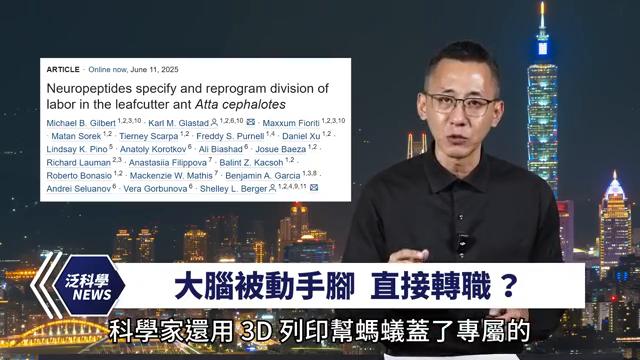 ARTICLE · Online now, June 11, 2025
Neuropeptides specify and reprogram division of
labor in the leafcutter ant Atta cephalotes
Michael B. Gilbert 1,2,3,10 · Karl M. Glastad 1,2,6,10 · Maxxum Fioriti 1,2,3,10
· Matan Sorek 1,2 · Tierney Scarpa 1,2 · Freddy S. Purnell 1,4 · Daniel Xu 1,2 ·
Lindsay K. Pino 5 · Anatoly Korotkov 6 · Ali Biashad 6 · Josue Baeza 1,2 ·
Richard Lauman 2,3 · Anastasiia Filippova 7 · Balint Z. Kacsoh 1,2 ·
Roberto Bonasio 1,2 · Mackenzie W. Mathis 7 · Benjamin A. Garcia 1,3,8 ·
Andrei Seluanov 6 · Vera Gorbunova 6 · Shelley L. Berger 1,2,4,9,11
泛科學
NEWS
大腦被動手腳 直接轉職？
科學家還用 3D 列印幫螞蟻蓋了專屬的